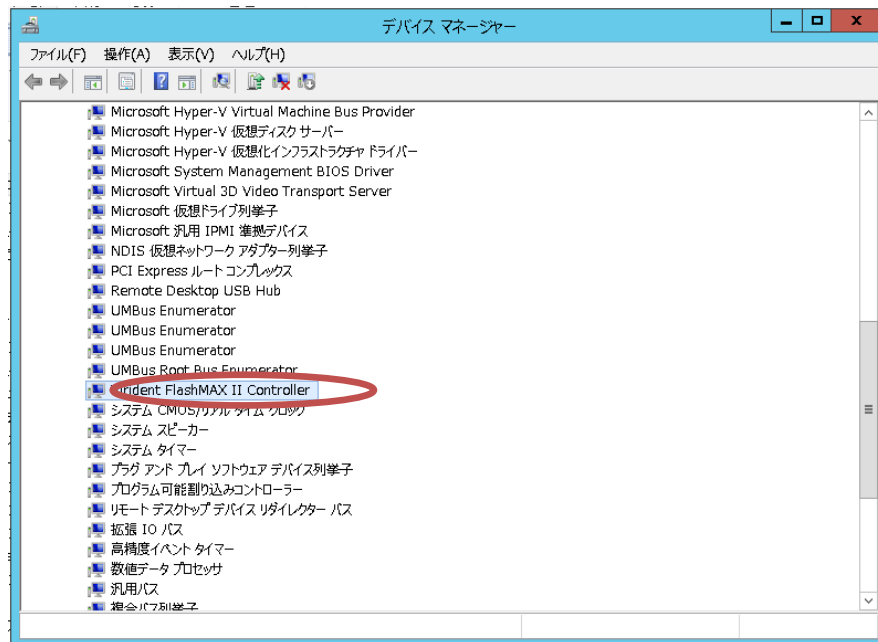 デバイス マネージャー
ファイル(F) 操作(A) 表示(V) ヘルプ(H)
Microsoft Hyper-V Virtual Machine Bus Provider
Microsoft Hyper-V 仮想ディスク サーバー
Microsoft Hyper-V 仮想化インフラストラクチャ ドライバー
Microsoft System Management BIOS Driver
Microsoft Virtual 3D Video Transport Server
Microsoft 仮想ドライブ列挙子
Microsoft 汎用 IPMI 準拠デバイス
NDIS 仮想ネットワーク アダプター列挙子
PCI Express ルート コンプレックス
Remote Desktop USB Hub
UMBus Enumerator
UMBus Enumerator
UMBus Enumerator
UMBus Root Bus Enumerator
FlashMAX II Controller
システム CMOS/リアル タイム クロック
システム スピーカー
システム タイマー
プラグ アンド プレイ ソフトウェア デバイス列挙子
プログラム可能割り込みコントローラー
リモート デスクトップ デバイス リダイレクター バス
拡張 IO バス
高精度イベント タイマー
数値データ プロセッサ
汎用バス
複合バス列挙子